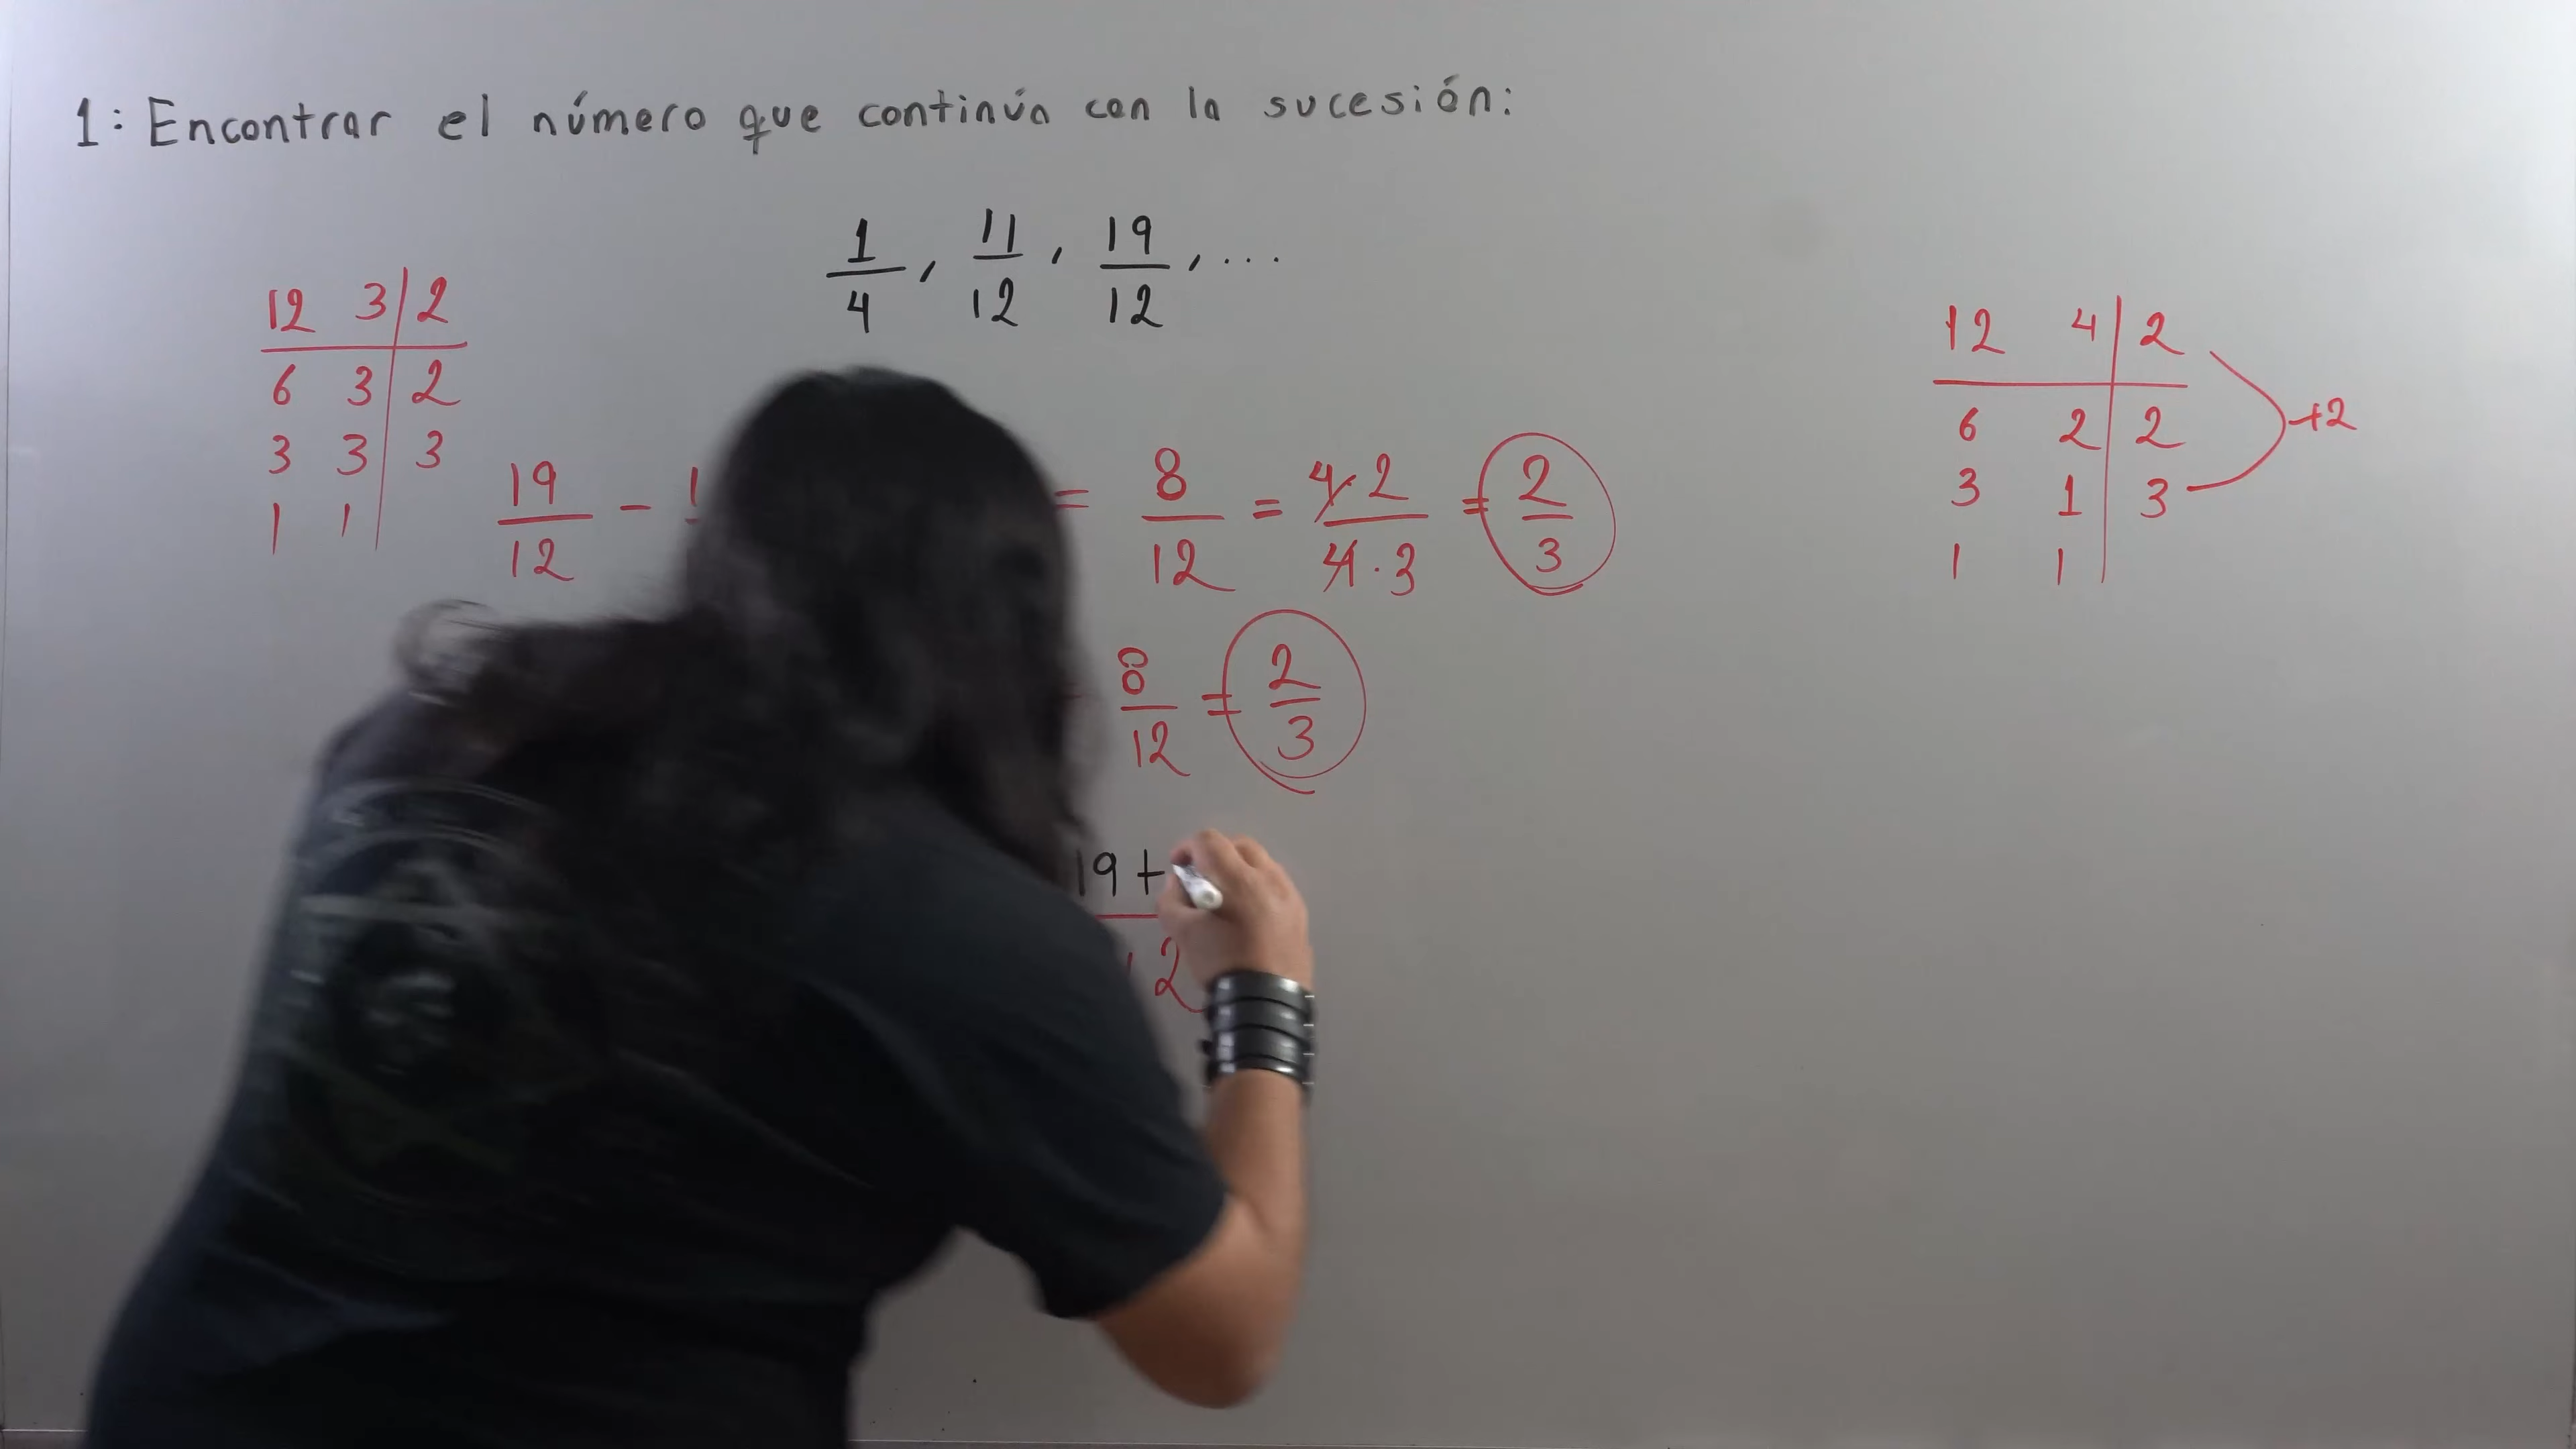 1: Encontrar el número que continúa con la sucesión:
1/4, 11/12, 19/12, ...
12 3 | 2
6 3 | 2
3 3 | 3
1 1 |
19/12 - 1
= 8/12 = 4·2/4·3 = 2/3
8/12 = 2/3
19 +
12
12 4 | 2
6 2 | 2
3 1 | 3
1 1 |